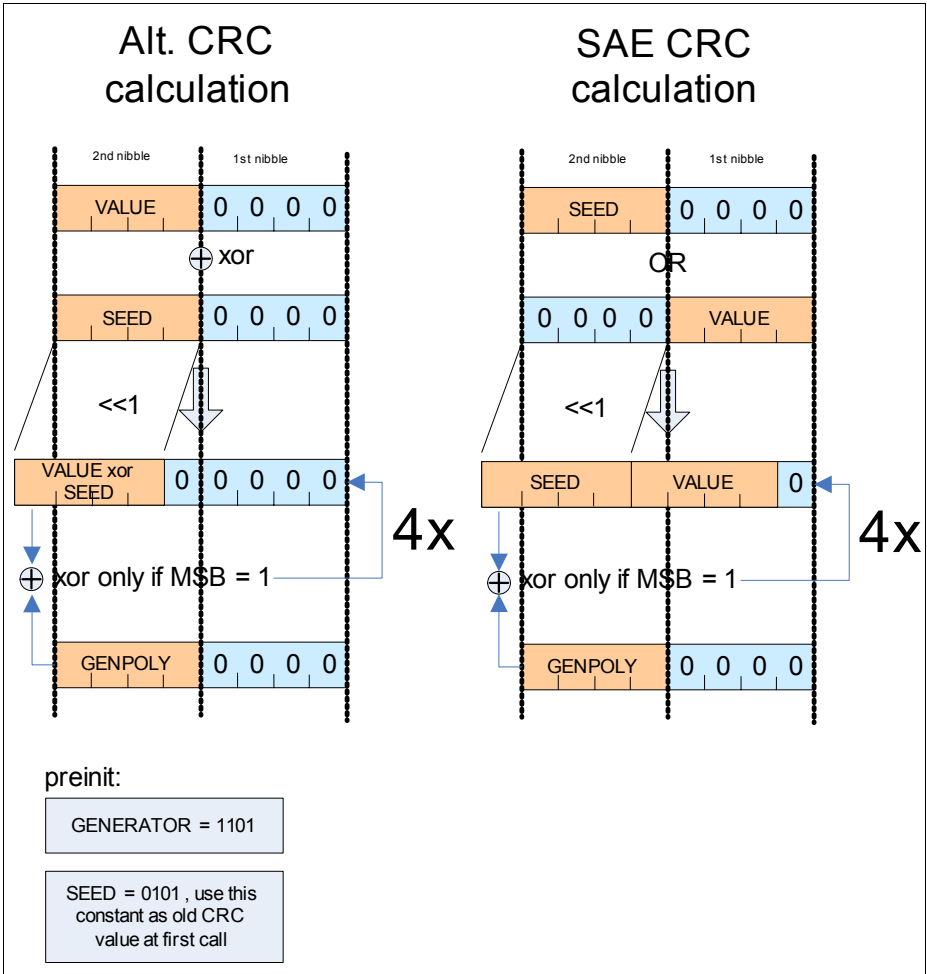 Alt. CRC
calculation
2nd nibble
1st nibble
VALUE
0 0 0 0
xor
SEED
0 0 0 0
<<1
VALUE xor
SEED
0 0 0 0 0
4x
xor only if MSB = 1
GENPOLY
0 0 0 0
preinit:
GENERATOR = 1101
SEED = 0101 , use this
constant as old CRC
value at first call
SAE CRC
calculation
2nd nibble
1st nibble
SEED
0 0 0 0
OR
0 0 0 0
VALUE
<<1
SEED
VALUE
0
4x
xor only if MSB = 1
GENPOLY
0 0 0 0